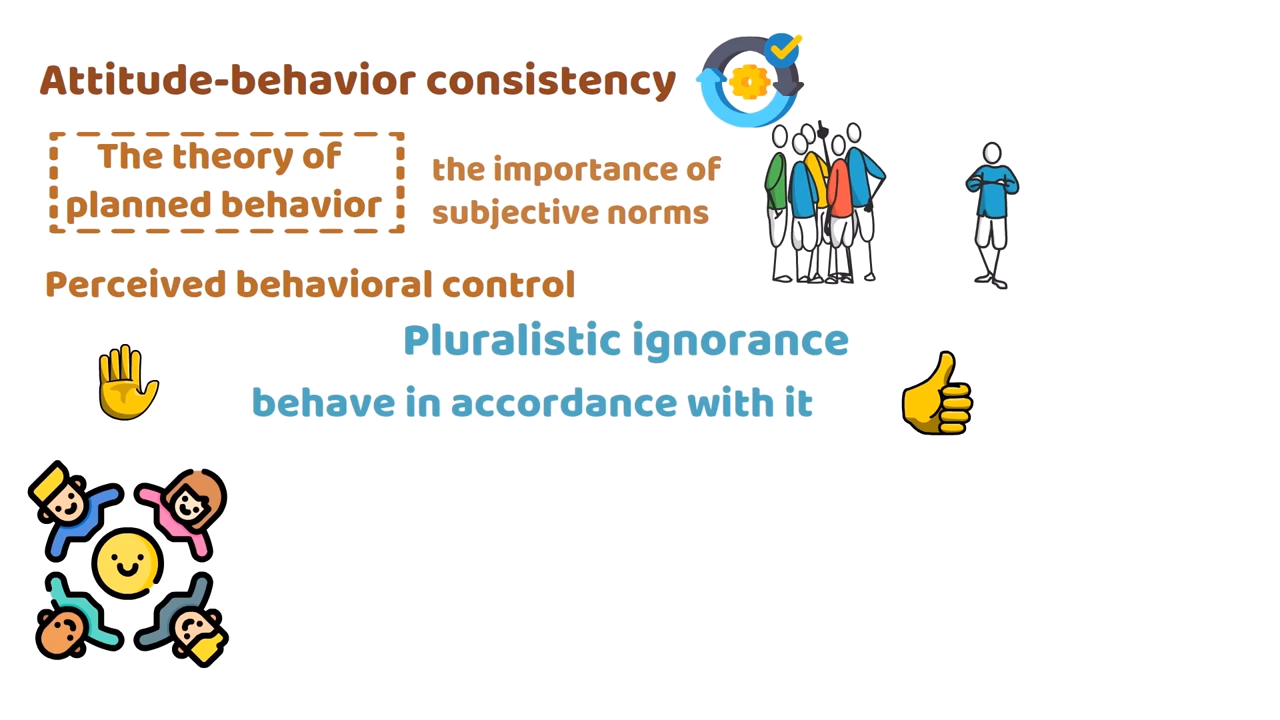 Attitude-behavior consistency
The theory of
planned behavior
the importance of
subjective norms
Perceived behavioral control
Pluralistic ignorance
behave in accordance with it